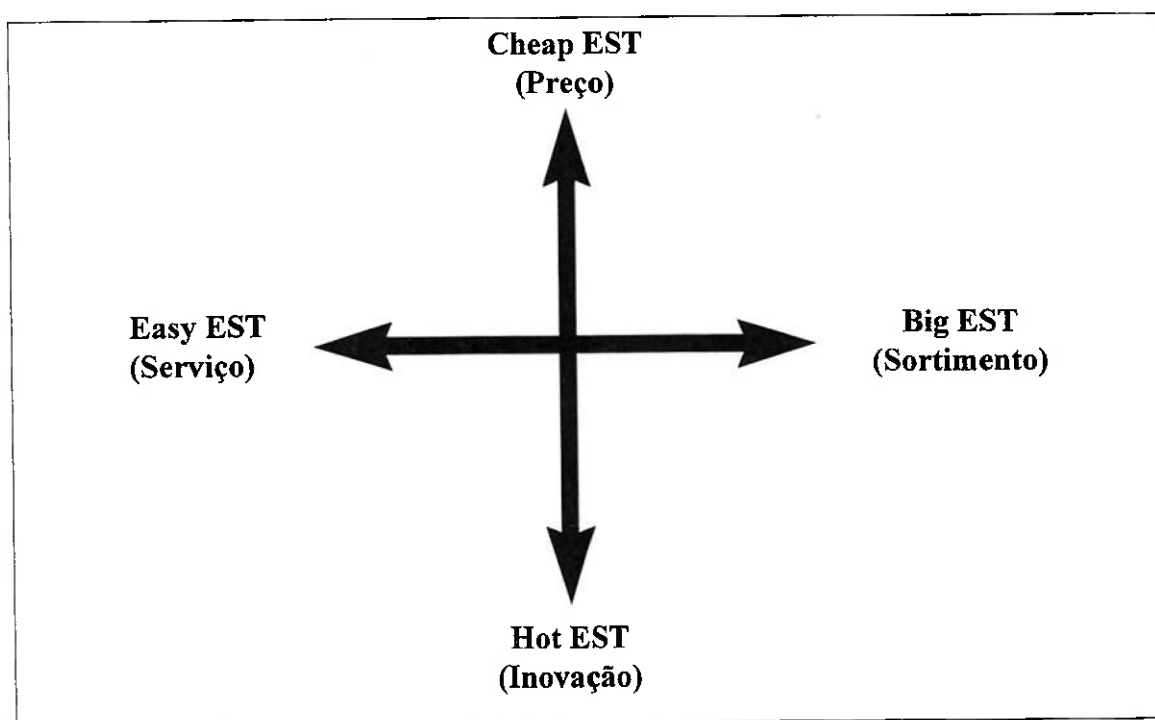 Cheap EST
(Preço)
Easy EST
(Serviço)
Big EST
(Sortimento)
Hot EST
(Inovação)